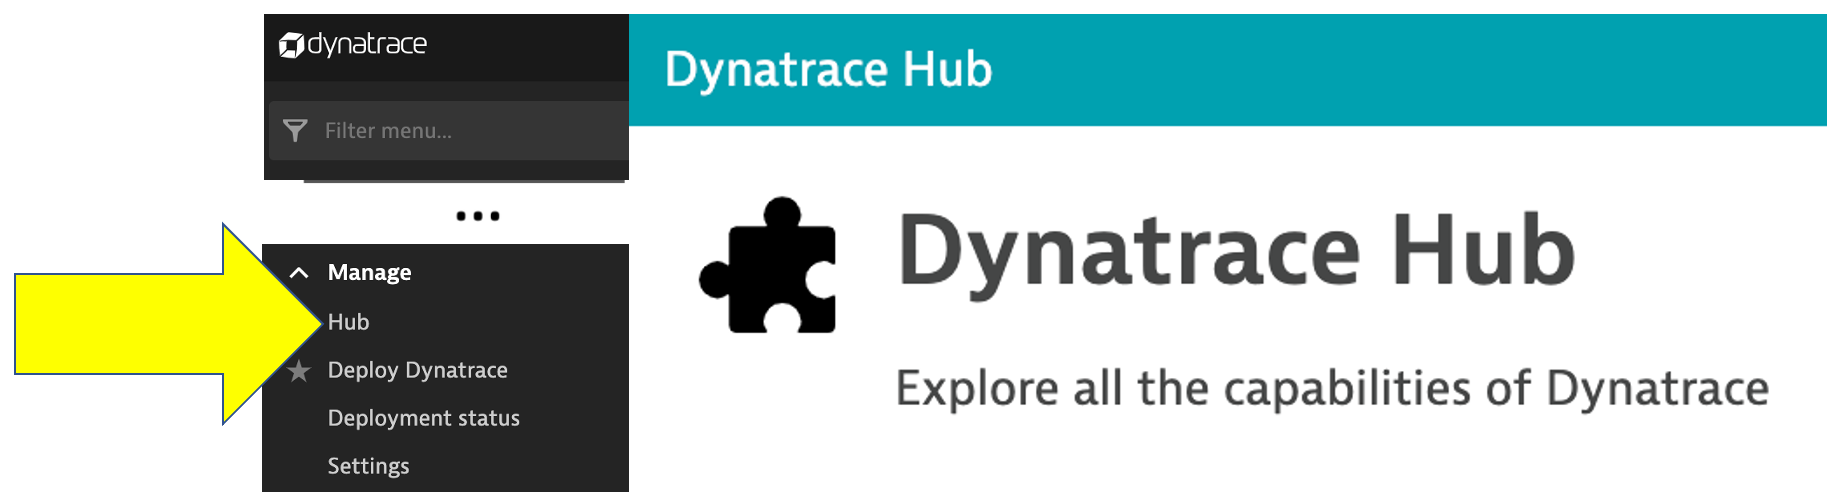 dynatrace
Filter menu...
...
Manage
Hub
Deploy Dynatrace
Deployment status
Settings
Dynatrace Hub
Dynatrace Hub
Explore all the capabilities of Dynatrace